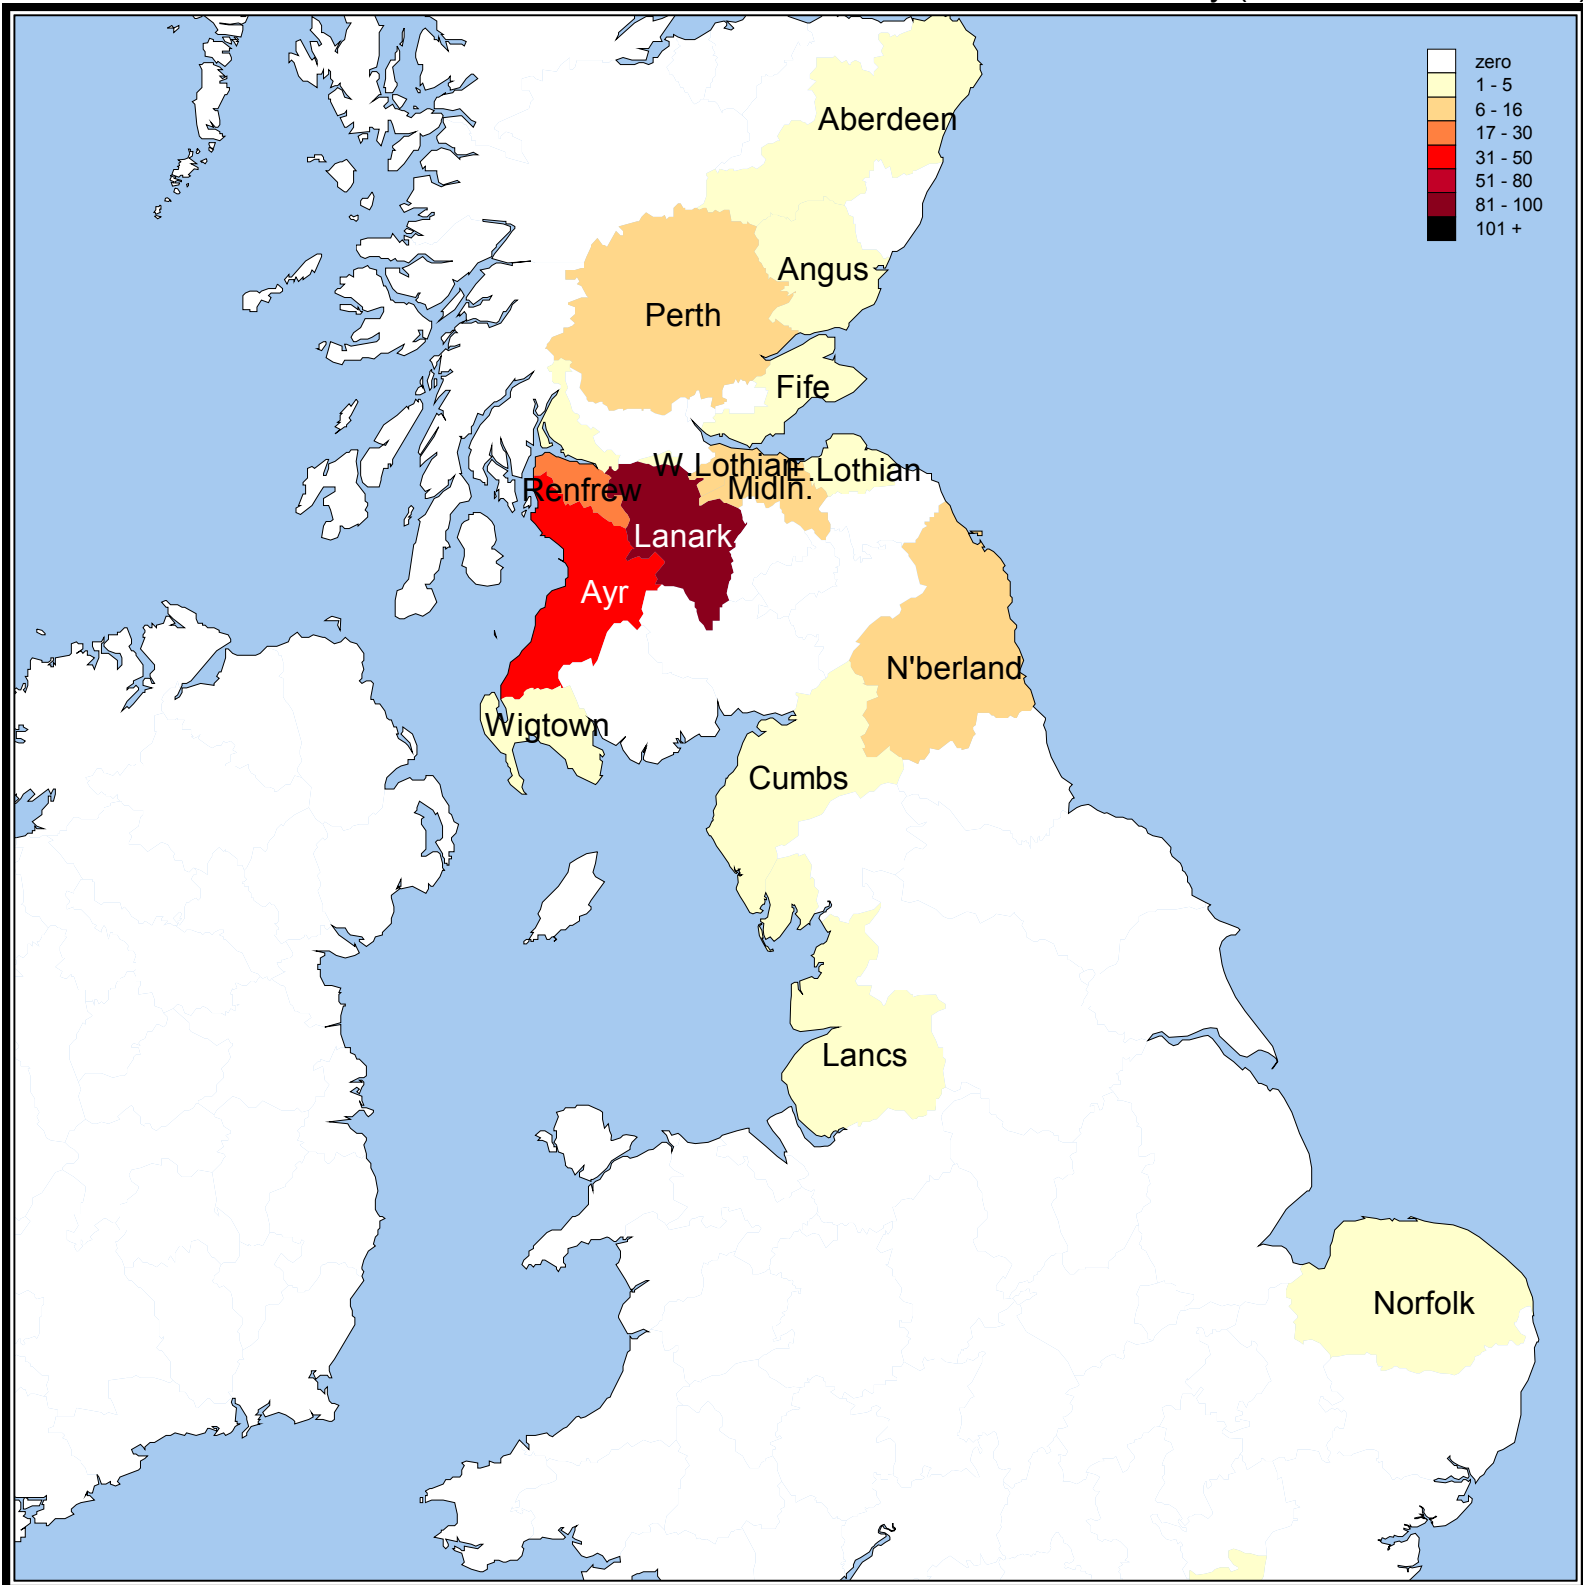 zero
1 - 5
6 - 16
17 - 30
31 - 50
51 - 80
81 - 100
101 +
Aberdeen
Angus
Perth
Fife
W.Lothian
E.Lothian
Midln.
Renfrew
Lanark
Ayr
N'berland
Wigtown
Cumbs
Lancs
Norfolk